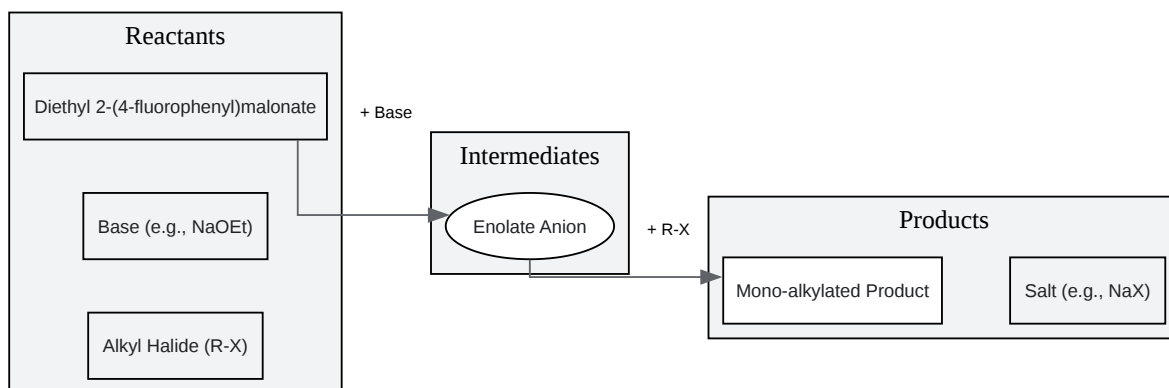 Reactants
Diethyl 2-(4-fluorophenyl)malonate
Base (e.g., NaOEt)
Alkyl Halide (R-X)
+ Base
Intermediates
Enolate Anion
+ R-X
Products
Mono-alkylated Product
Salt (e.g., NaX)